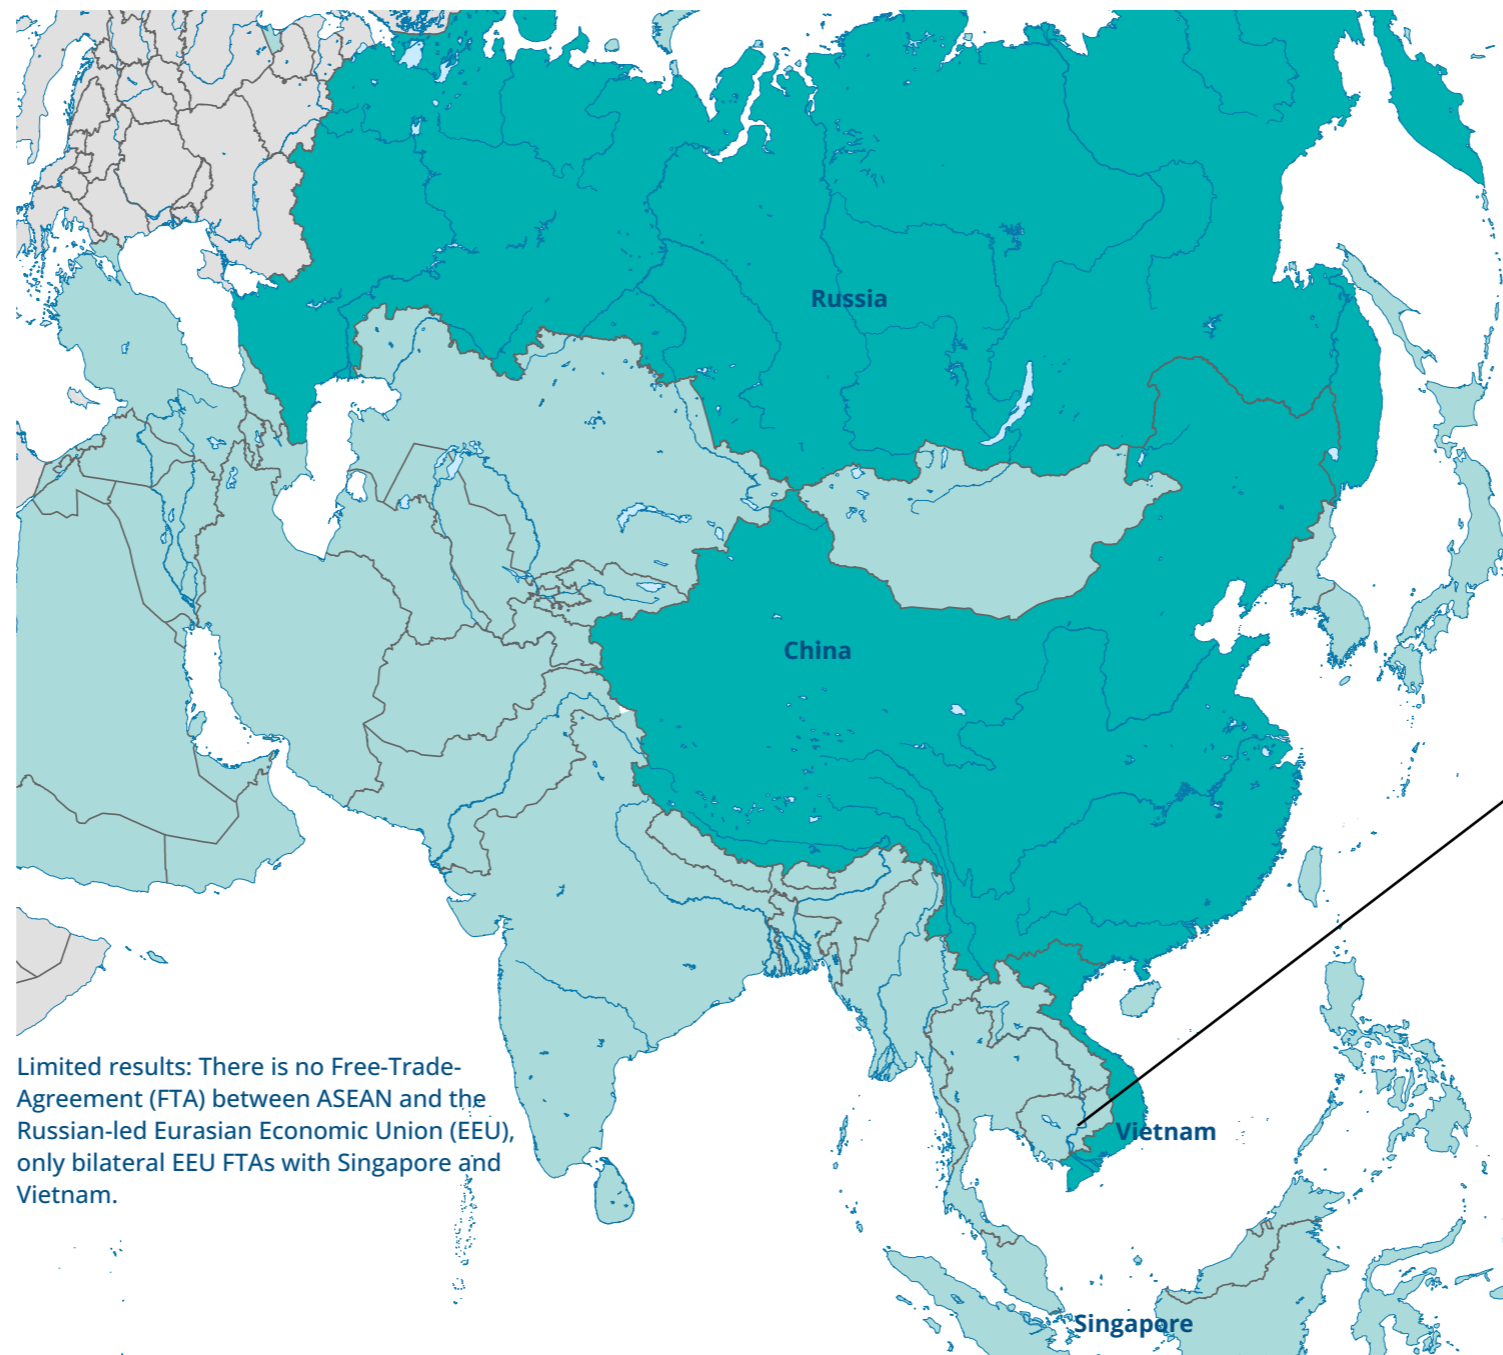 Russia
China
Limited results: There is no Free-Trade-
Agreement (FTA) between ASEAN and the
Russian-led Eurasian Economic Union (EEU),
only bilateral EEU FTAs with Singapore and
Vietnam.
Vietnam
Singapore